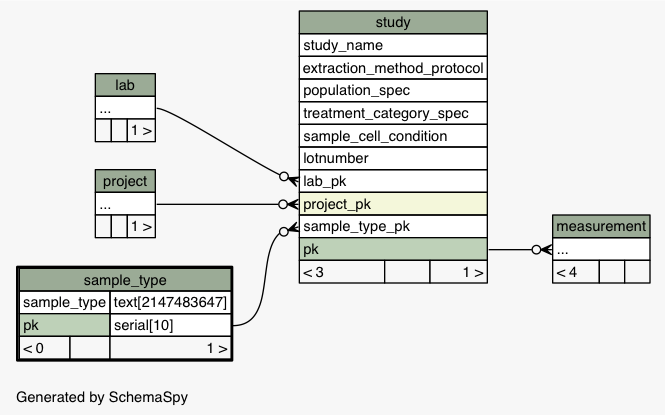 study
study_name
extraction_method_protocol
population_spec
treatment_category_spec
sample_cell_condition
lotnumber
lab_pk
project_pk
sample_type_pk
pk
< 3 1 >
lab
...
1 >
project
...
1 >
sample_type
sample_type text[2147483647]
pk serial[10]
< 0 1 >
measurement
...
< 4
Generated by SchemaSpy